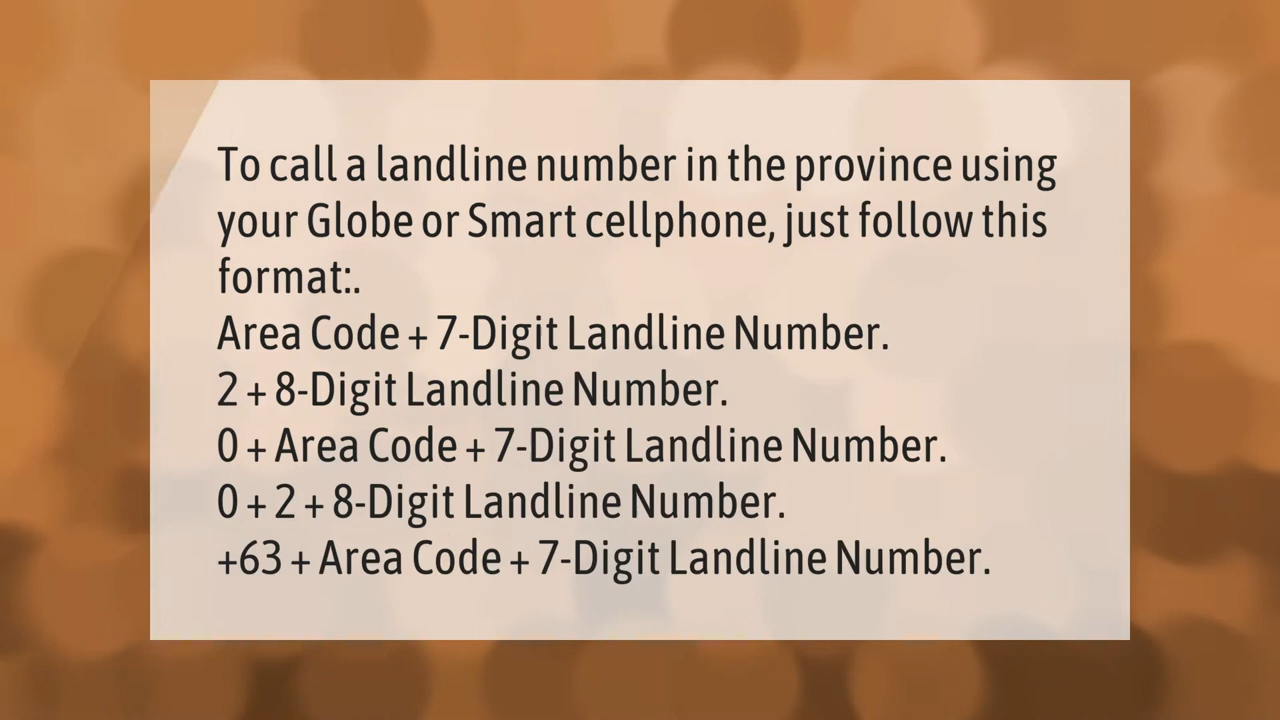 To call a landline number in the province using
your Globe or Smart cellphone, just follow this
format:.
Area Code + 7-Digit Landline Number.
2 + 8-Digit Landline Number.
0 + Area Code + 7-Digit Landline Number.
0 + 2 + 8-Digit Landline Number.
+63 + Area Code + 7-Digit Landline Number.